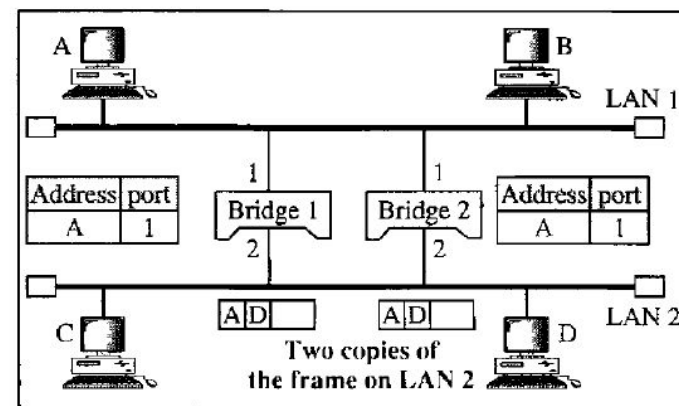 A
B
LAN 1
1
1
Address port
A 1
Bridge 1
Bridge 2
Address port
A 1
2
2
C
A D
A D
D
LAN 2
Two copies of
the frame on LAN 2